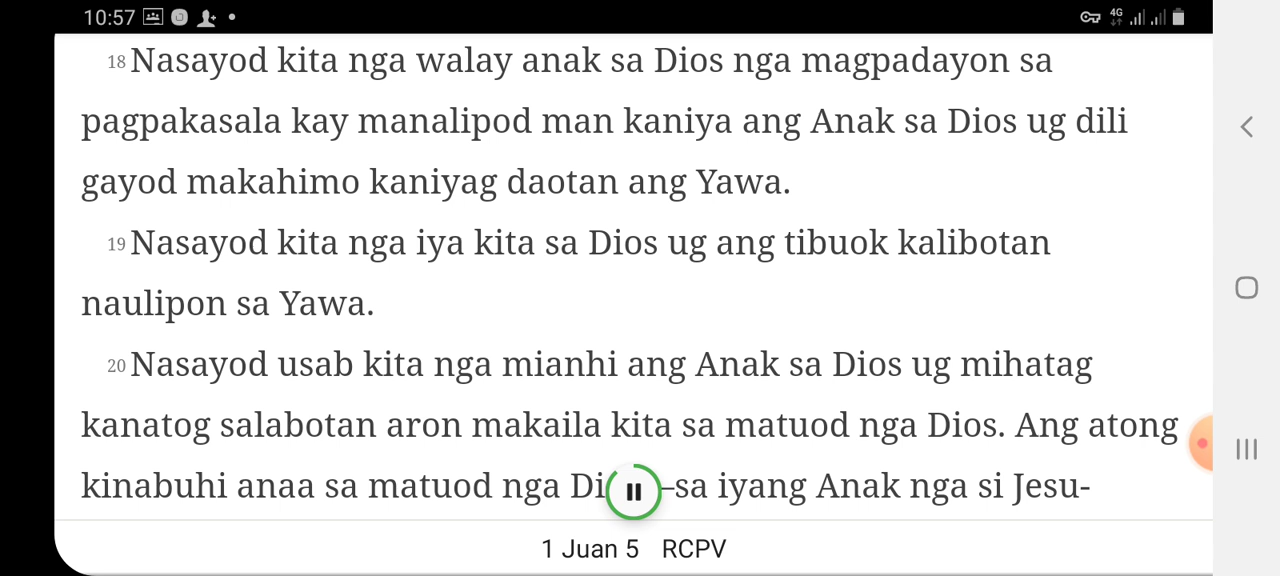 10:57
4G
18 Nasayod kita nga walay anak sa Dios nga magpadayon sa
pagpakasala kay manalipod man kaniya ang Anak sa Dios ug dili
gayod makahimo kaniyag daotan ang Yawa.
19 Nasayod kita nga iya kita sa Dios ug ang tibuok kalibotan
naulipon sa Yawa.
20 Nasayod usab kita nga mianhi ang Anak sa Dios ug mihatag
kanatog salabotan aron makaila kita sa matuod nga Dios. Ang atong
kinabuhi anaa sa matuod nga Di –sa iyang Anak nga si Jesu-
1 Juan 5 RCPV